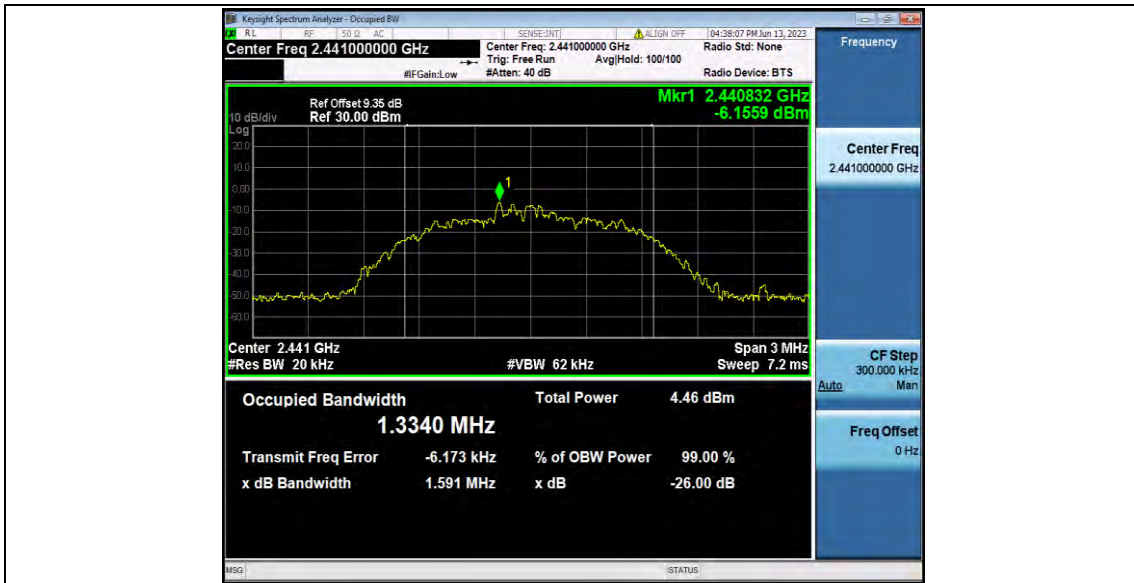 Keysight Spectrum Analyzer - Occupied BW
RL RF 50 Ω AC SENSE:INT ALIGN OFF 04:38:07 PM Jun 13, 2023
Center Freq 2.441000000 GHz
Center Freq: 2.441000000 GHz Radio Std: None
Trig: Free Run Avg|Hold: 100/100
#IFGain:Low #Atten: 40 dB Radio Device: BTS
Frequency
Mkr1 2.440832 GHz
-6.1559 dBm
Ref Offset 9.35 dB
10 dB/div Ref 30.00 dBm
Log
20.0
10.0
0.00
-10.0
-20.0
-30.0
-40.0
-50.0
-60.0
1
Center 2.441 GHz Span 3 MHz
#Res BW 20 kHz #VBW 62 kHz Sweep 7.2 ms
Occupied Bandwidth Total Power 4.46 dBm
1.3340 MHz
Transmit Freq Error -6.173 kHz % of OBW Power 99.00 %
x dB Bandwidth 1.591 MHz x dB -26.00 dB
Center Freq
2.441000000 GHz
CF Step
300.000 kHz
Auto Man
Freq Offset
0 Hz
MSG STATUS